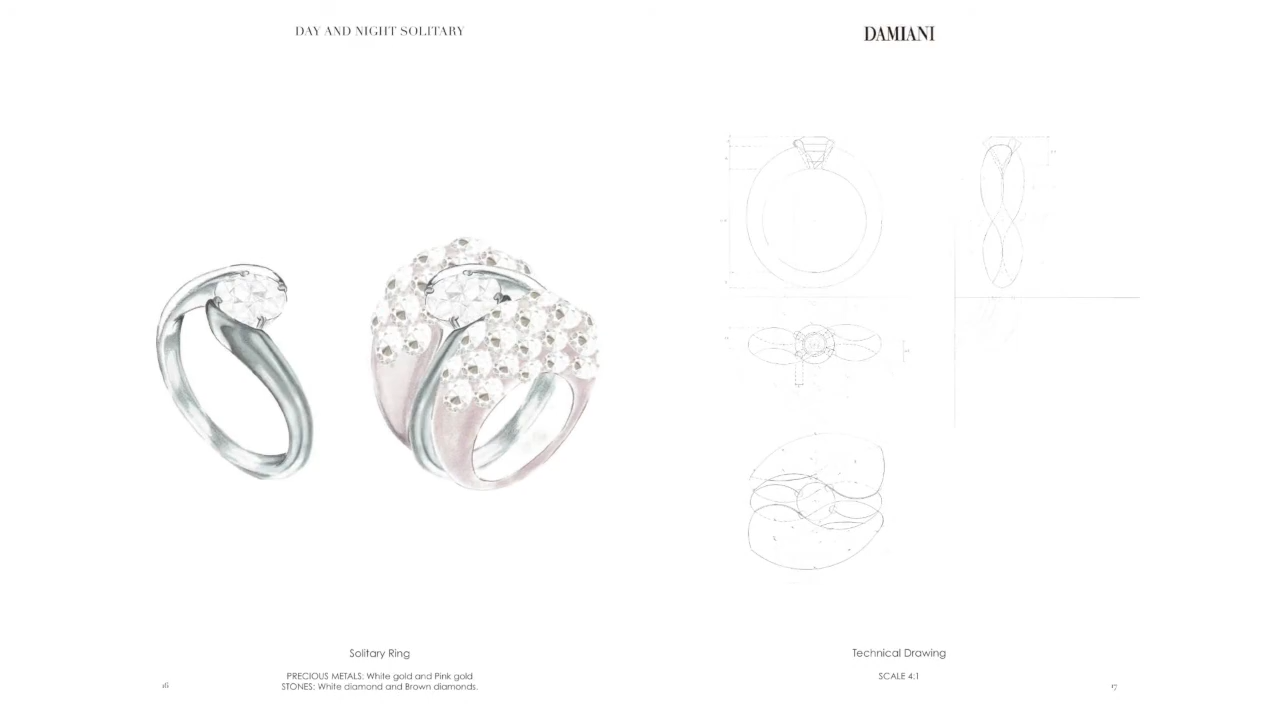 DAY AND NIGHT SOLITARY
DAMIANI
Solitary Ring
PRECIOUS METALS: White gold and Pink gold
STONES: White diamond and Brown diamonds.
16
Technical Drawing
SCALE 4:1
17